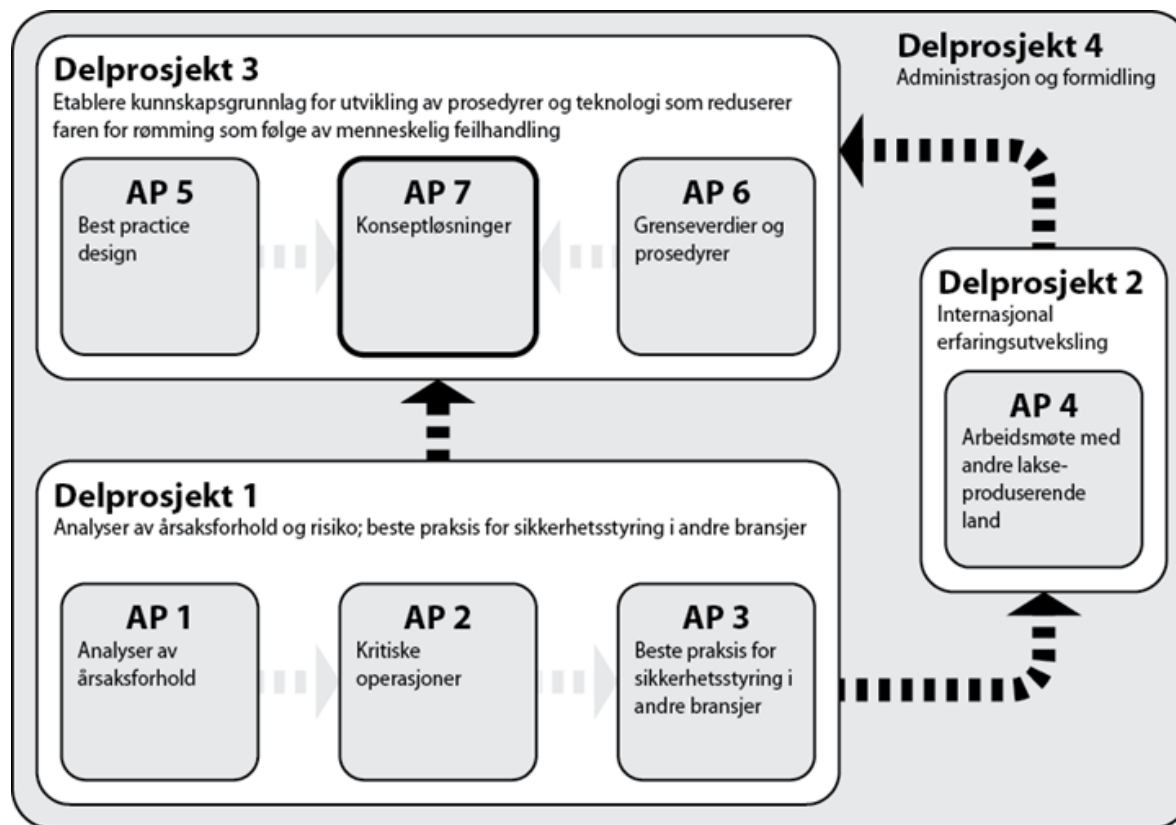 Delprosjekt 4
Administrasjon og formidling
Delprosjekt 3
Etablere kunnskapsgrunnlag for utvikling av prosedyrer og teknologi som reduserer
faren for rømming som følge av menneskelig feilhandling
AP 5
Best practice
design
AP 7
Konseptløsninger
AP 6
Grenseverdier og
prosedyrer
Delprosjekt 2
Internasjonal
erfaringsutveksling
AP 4
Arbeidsmøte med
andre lakse-
produserende
land
Delprosjekt 1
Analyser av årsaksforhold og risiko; beste praksis for sikkerhetsstyring i andre bransjer
AP 1
Analyser av
årsaksforhold
AP 2
Kritiske
operasjoner
AP 3
Beste praksis for
sikkerhetsstyring i
andre bransjer